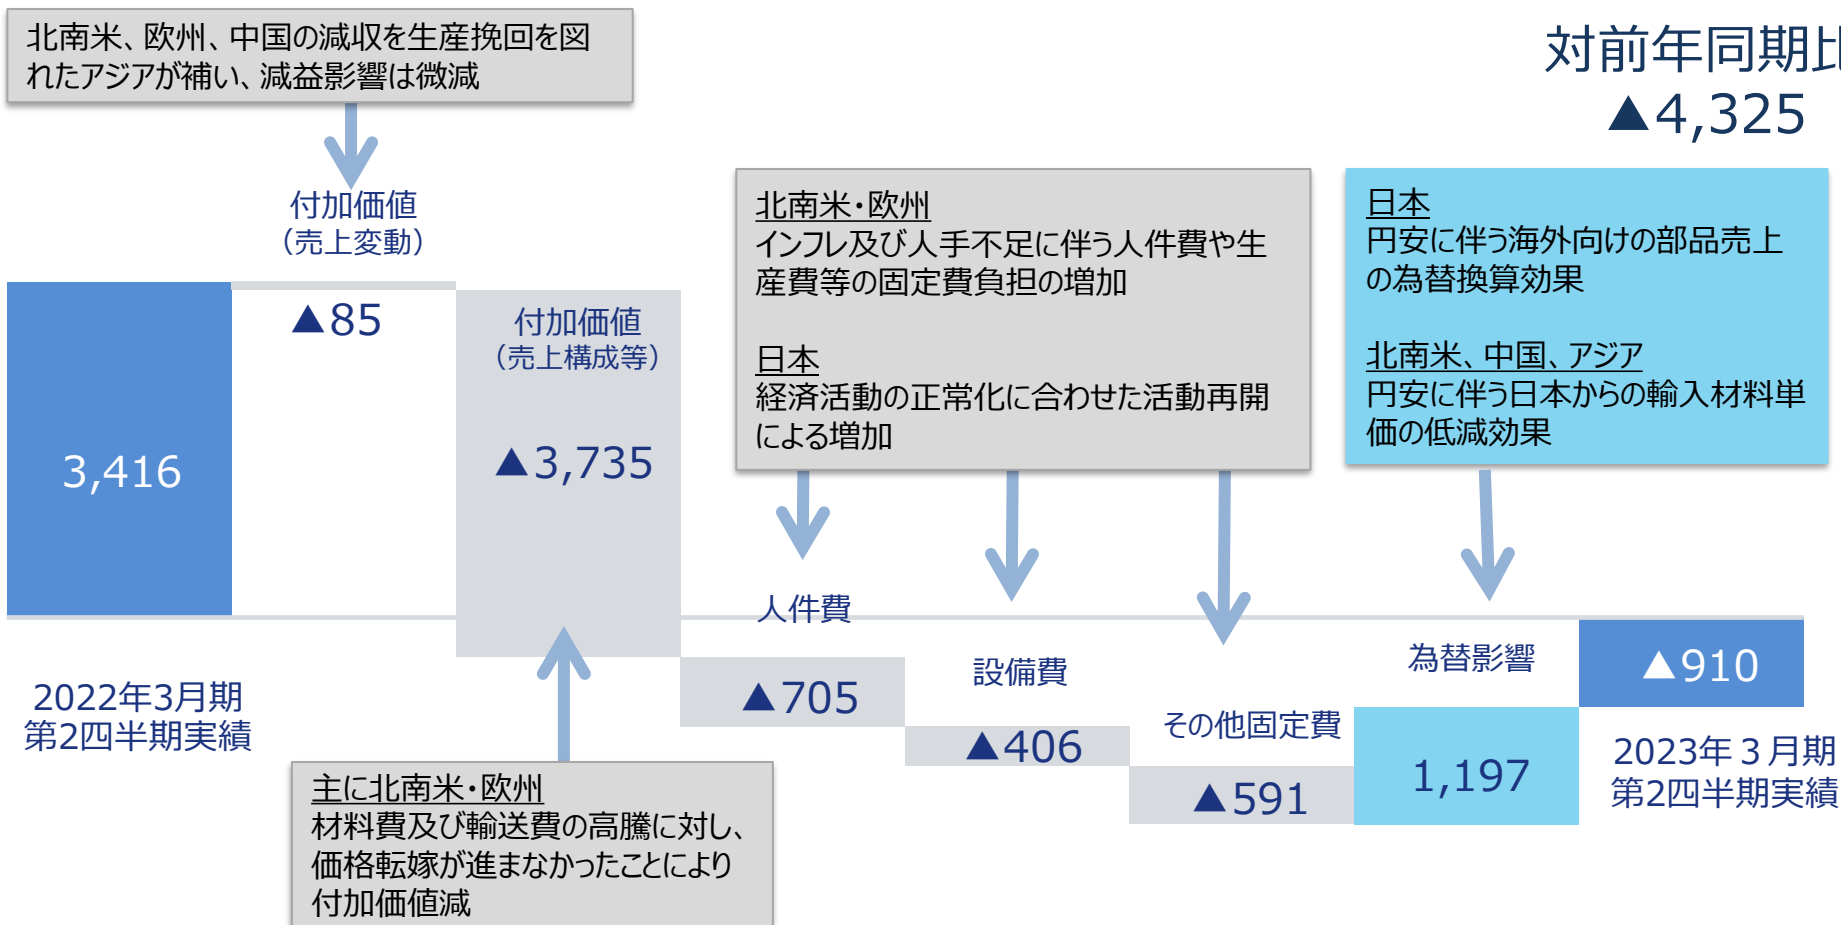 北南米、欧州、中国の減収を生産挽回を図
れたアジアが補い、減益影響は微減
対前年同期比
▲4,325
付加価値
（売上変動）
▲85
付加価値
（売上構成等）
▲3,735
3,416
北南米・欧州
インフレ及び人手不足に伴う人件費や生
産費等の固定費負担の増加
日本
経済活動の正常化に合わせた活動再開
による増加
日本
円安に伴う海外向けの部品売上
の為替換算効果
北南米、中国、アジア
円安に伴う日本からの輸入材料単
価の低減効果
人件費
▲705
設備費
▲406
その他固定費
▲591
為替影響
1,197
▲910
2022年3月期
第2四半期実績
2023年３月期
第2四半期実績
主に北南米・欧州
材料費及び輸送費の高騰に対し、
価格転嫁が進まなかったことにより
付加価値減